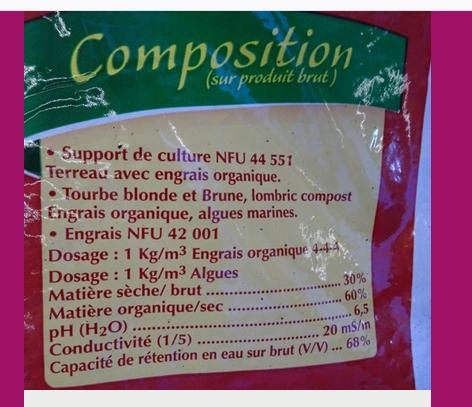 Composition
(sur produit brut)
• Support de culture NFU 44 551
Terreau avec engrais organique.
• Tourbe blonde et Brune, lombric compost
Engrais organique, algues marines.
• Engrais NFU 42 001
Dosage : 1 Kg/m³ Engrais organique 4-4-4
Dosage : 1 Kg/m³ Algues
Matière sèche/ brut ........................ 30%
Matière organique/sec .................... 60%
pH (H2O) ...................................... 6,5
Conductivité (1/5) ...................... 20 mS/m
Capacité de rétention en eau sur brut (V/V) ... 68%